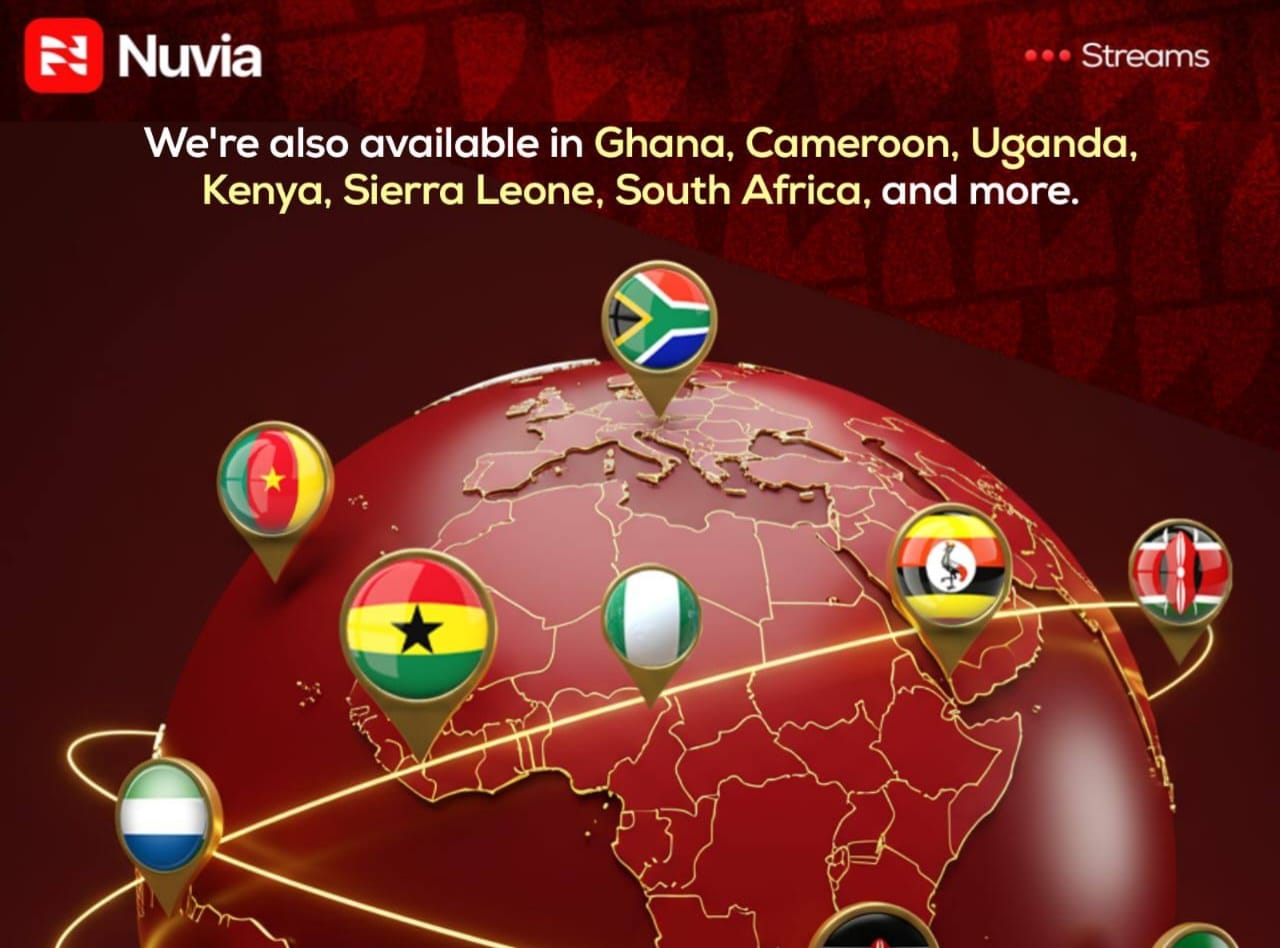 Nuvia
Streams
We're also available in Ghana, Cameroon, Uganda,
Kenya, Sierra Leone, South Africa, and more.